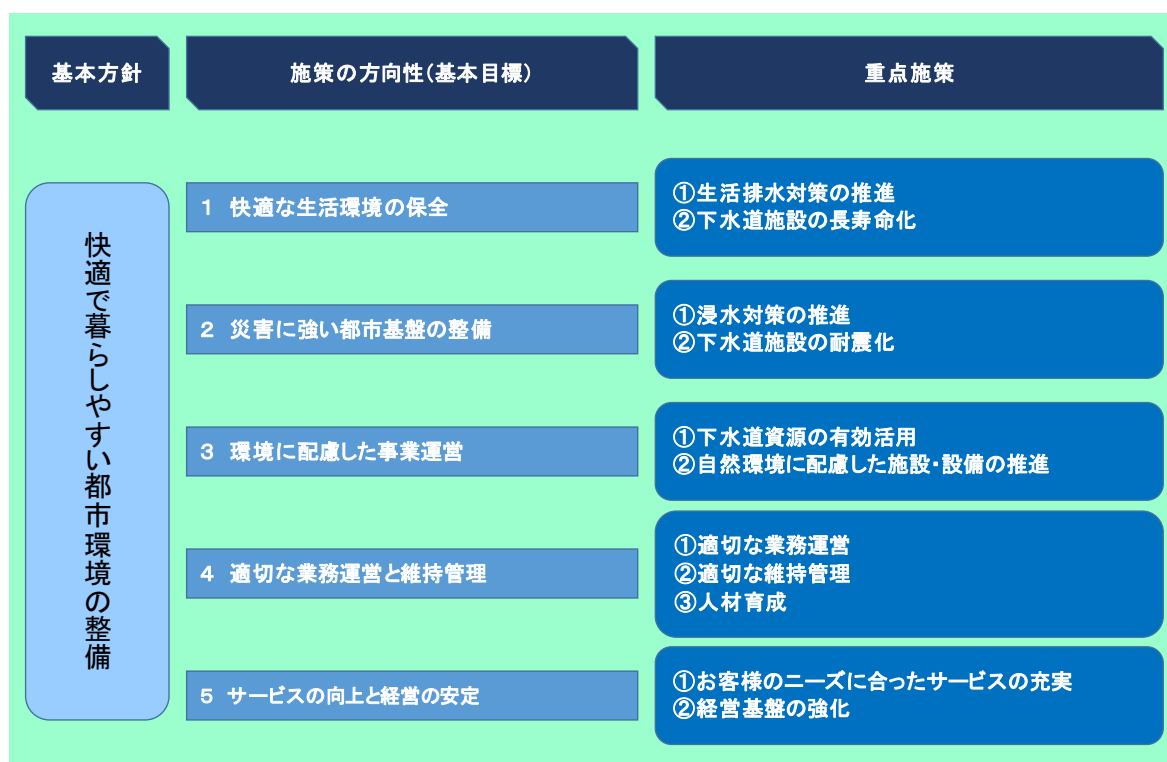 基本方針
施策の方向性(基本目標)
重点施策
快適で暮らしやすい都市環境の整備
1 快適な生活環境の保全
①生活排水対策の推進
②下水道施設の長寿命化
2 災害に強い都市基盤の整備
①浸水対策の推進
②下水道施設の耐震化
3 環境に配慮した事業運営
①下水道資源の有効活用
②自然環境に配慮した施設・設備の推進
4 適切な業務運営と維持管理
①適切な業務運営
②適切な維持管理
③人材育成
5 サービスの向上と経営の安定
①お客様のニーズに合ったサービスの充実
②経営基盤の強化